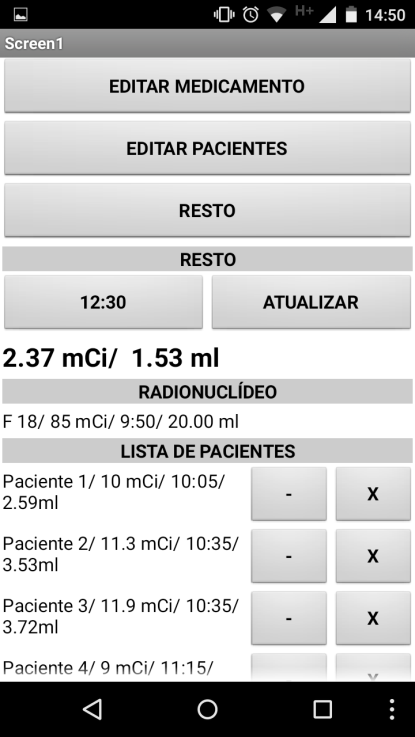 H+ 14:50
Screen1
EDITAR MEDICAMENTO
EDITAR PACIENTES
RESTO
RESTO
12:30 ATUALIZAR
2.37 mCi/ 1.53 ml
RADIONUCLÍDEO
F 18/ 85 mCi/ 9:50/ 20.00 ml
LISTA DE PACIENTES
Paciente 1/ 10 mCi/ 10:05/
2.59ml
- X
Paciente 2/ 11.3 mCi/ 10:35/
3.53ml
- X
Paciente 3/ 11.9 mCi/ 10:35/
3.72ml
- X
Paciente 4/ 9 mCi/ 11:15/
- X